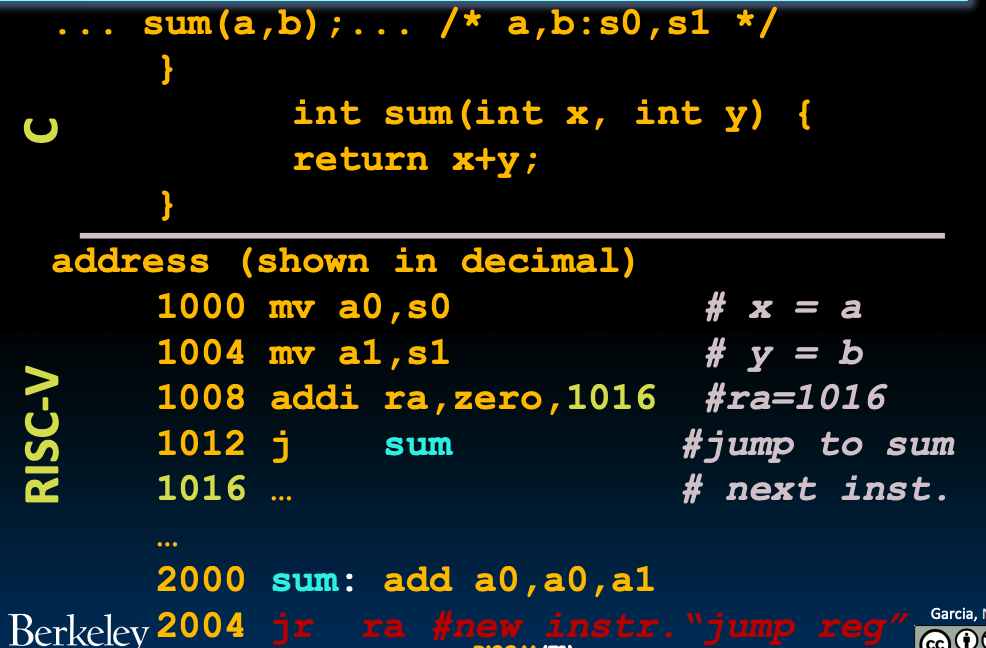 ... sum(a,b);... /* a,b:s0,s1 */
}
int sum(int x, int y) {
return x+y;
}
C
address (shown in decimal)
1000 mv a0,s0 # x = a
1004 mv a1,s1 # y = b
1008 addi ra,zero,1016 #ra=1016
1012 j sum #jump to sum
1016 … # next inst.
…
2000 sum: add a0,a0,a1
2004 jr ra #new instr.“jump reg”
RISC-V
Berkeley
Garcia,
cc